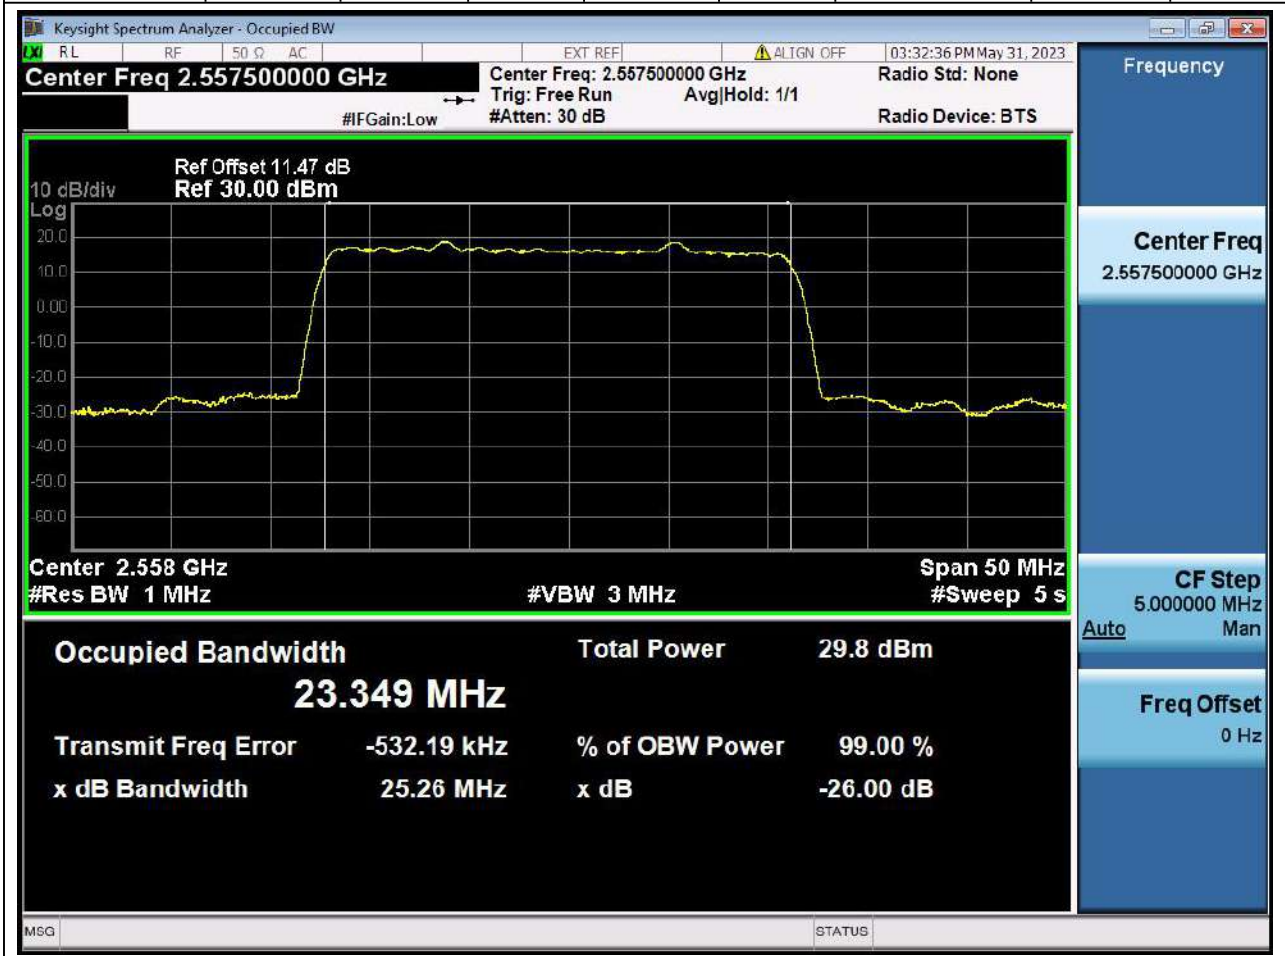 Keysight Spectrum Analyzer - Occupied BW
LXI RL RF 50 Ω AC EXT REF ALIGN OFF 03:32:36 PM May 31, 2023
Center Freq 2.557500000 GHz
Center Freq: 2.557500000 GHz
Radio Std: None
Trig: Free Run Avg|Hold: 1/1
#IFGain:Low
#Atten: 30 dB
Radio Device: BTS
Ref Offset 11.47 dB
10 dB/div Ref 30.00 dBm
Log
20.0
10.0
0.00
-10.0
-20.0
-30.0
-40.0
-50.0
-60.0
Center 2.558 GHz Span 50 MHz
#Res BW 1 MHz #VBW 3 MHz #Sweep 5 s
Occupied Bandwidth Total Power 29.8 dBm
23.349 MHz
Transmit Freq Error -532.19 kHz % of OBW Power 99.00 %
x dB Bandwidth 25.26 MHz x dB -26.00 dB
Frequency
Center Freq
2.557500000 GHz
CF Step
5.000000 MHz
Auto Man
Freq Offset
0 Hz
MSG STATUS